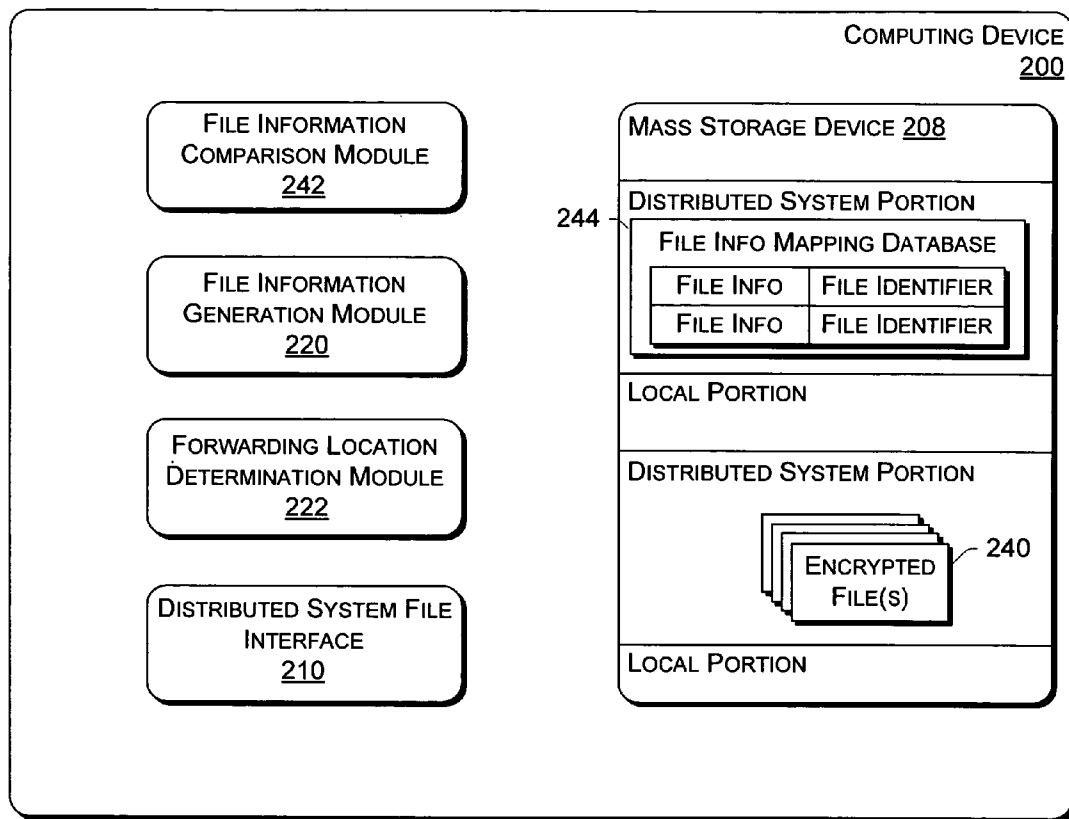 COMPUTING DEVICE
200
FILE INFORMATION
COMPARISON MODULE
242
FILE INFORMATION
GENERATION MODULE
220
FORWARDING LOCATION
DETERMINATION MODULE
222
DISTRIBUTED SYSTEM FILE
INTERFACE
210
MASS STORAGE DEVICE 208
DISTRIBUTED SYSTEM PORTION
244
FILE INFO MAPPING DATABASE
FILE INFO FILE IDENTIFIER
FILE INFO FILE IDENTIFIER
LOCAL PORTION
DISTRIBUTED SYSTEM PORTION
ENCRYPTED
FILE(S)
240
LOCAL PORTION